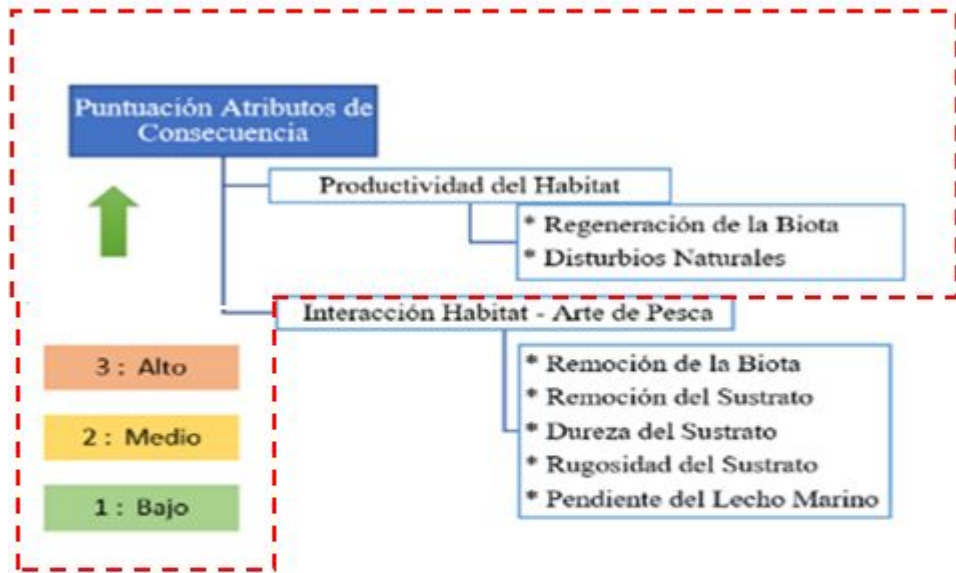 Puntuación Atributos de
Consecuencia
Productividad del Habitat
* Regeneración de la Biota
* Disturbios Naturales
Interacción Habitat - Arte de Pesca
3 : Alto
2 : Medio
1 : Bajo
* Remoción de la Biota
* Remoción del Sustrato
* Dureza del Sustrato
* Rugosidad del Sustrato
* Pendiente del Lecho Marino